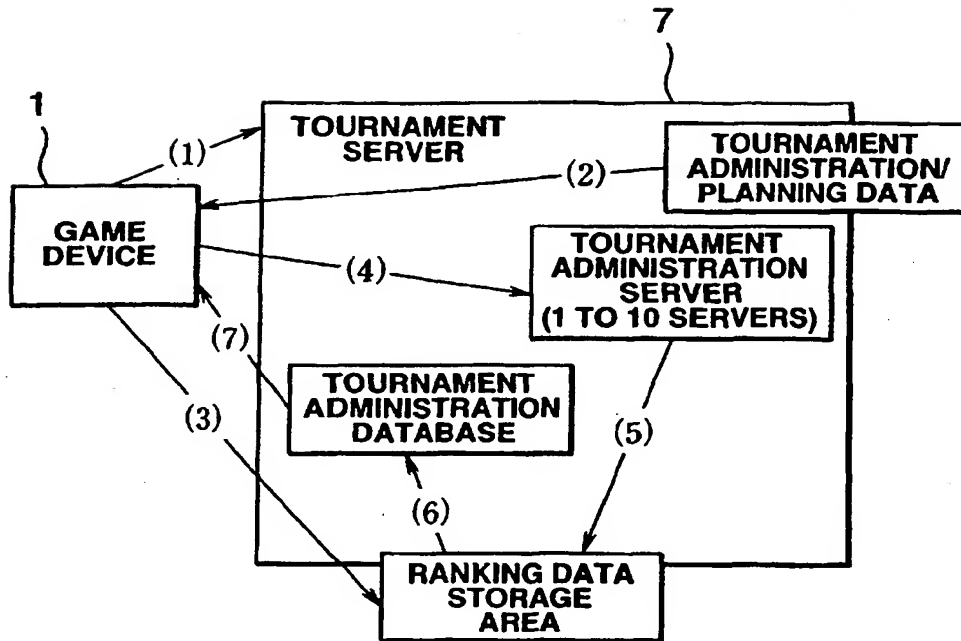 7
1
TOURNAMENT
SERVER
TOURNAMENT
ADMINISTRATION/
PLANNING DATA
(1)
(2)
GAME
DEVICE
TOURNAMENT
ADMINISTRATION
SERVER
(1 TO 10 SERVERS)
(4)
(7)
TOURNAMENT
ADMINISTRATION
DATABASE
(3)
(5)
(6)
RANKING DATA
STORAGE
AREA